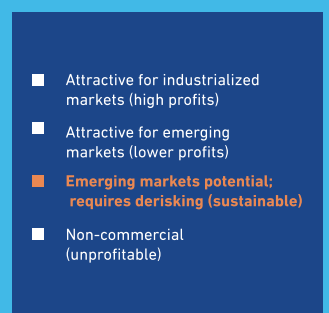 Attractive for industrialized
markets (high profits)
Attractive for emerging
markets (lower profits)
Emerging markets potential;
requires derisking (sustainable)
Non-commercial
(unprofitable)